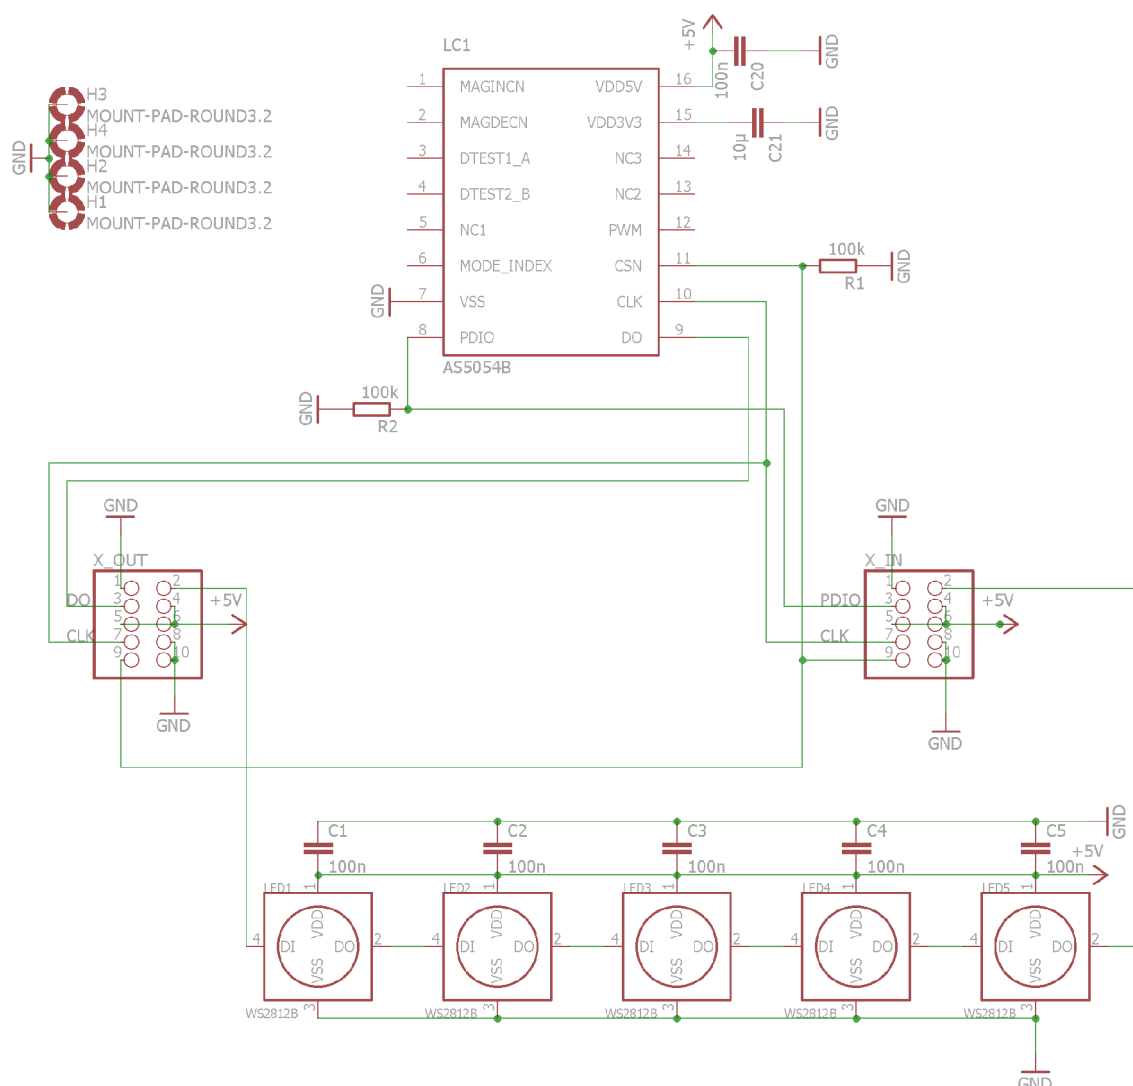 LC1
+5V
100n
C20
GND
1 MAGINCN VDD5V 16
2 MAGDECN VDD3V3 15
10µ
C21
GND
3 DTEST1_A NC3 14
4 DTEST2_B NC2 13
5 NC1 PWM 12
6 MODE_INDEX CSN 11
7 VSS CLK 10
8 PDIO DO 9
AS5054B
GND
100k
R1
GND
GND
100k
R2
GND
H3
MOUNT-PAD-ROUND3.2
H4
MOUNT-PAD-ROUND3.2
H2
MOUNT-PAD-ROUND3.2
H1
MOUNT-PAD-ROUND3.2
GND
X_OUT
1 2
DO 3 4
+5V
5 6
CLK 7 8
9 10
GND
GND
X_IN
1 2
PDIO 3 4
+5V
5 6
CLK 7 8
9 10
GND
C1 C2 C3 C4 C5
GND
100n 100n 100n 100n 100n
+5V
LED1 1 LED2 1 LED3 1 LED4 1 LED5 1
VDD VDD VDD VDD VDD
4 DI DO 2 4 DI DO 2 4 DI DO 2 4 DI DO 2 4 DI DO 2
VSS VSS VSS VSS VSS
WS2812B 3 WS2812B 3 WS2812B 3 WS2812B 3 WS2812B 3
GND